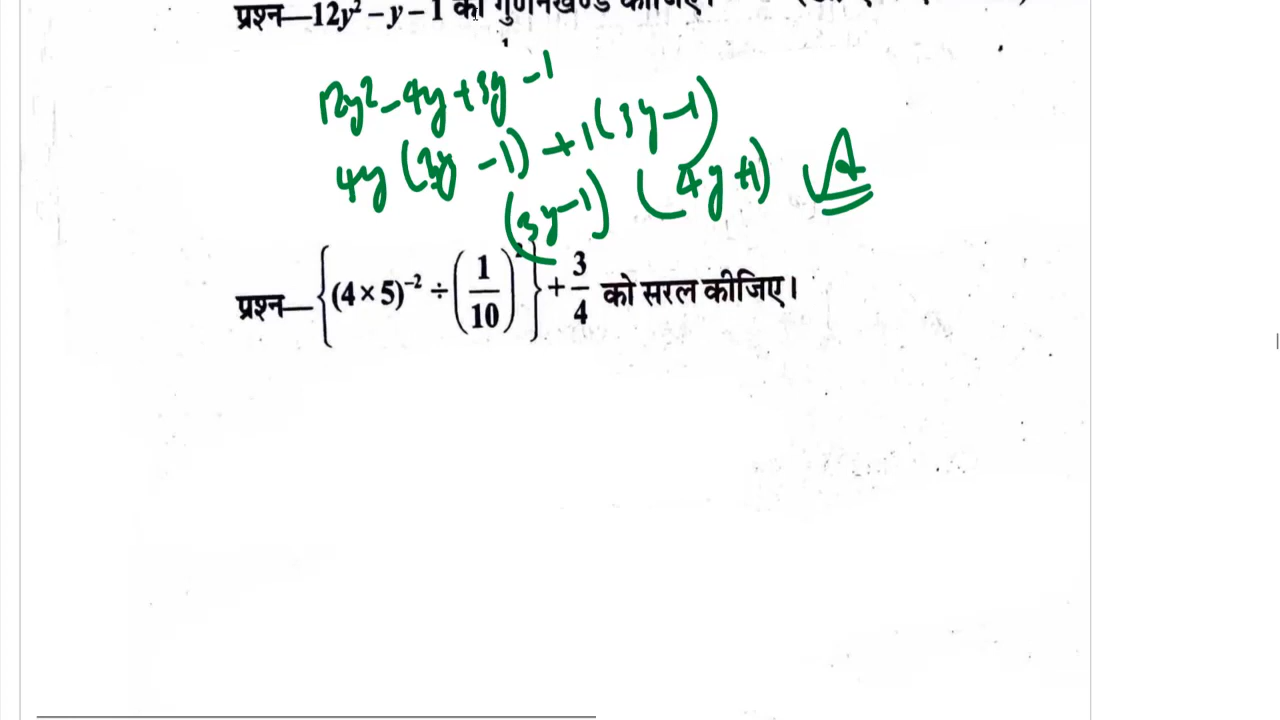 प्रश्न—12y² – y – 1 का गुणनखण्ड कीजिए।
12y² - 4y + 3y - 1
4y (3y - 1) + 1 (3y - 1)
(3y - 1) (4y + 1) A
प्रश्न—{(4 × 5)⁻² ÷ (1/10)²} + 3/4 को सरल कीजिए।